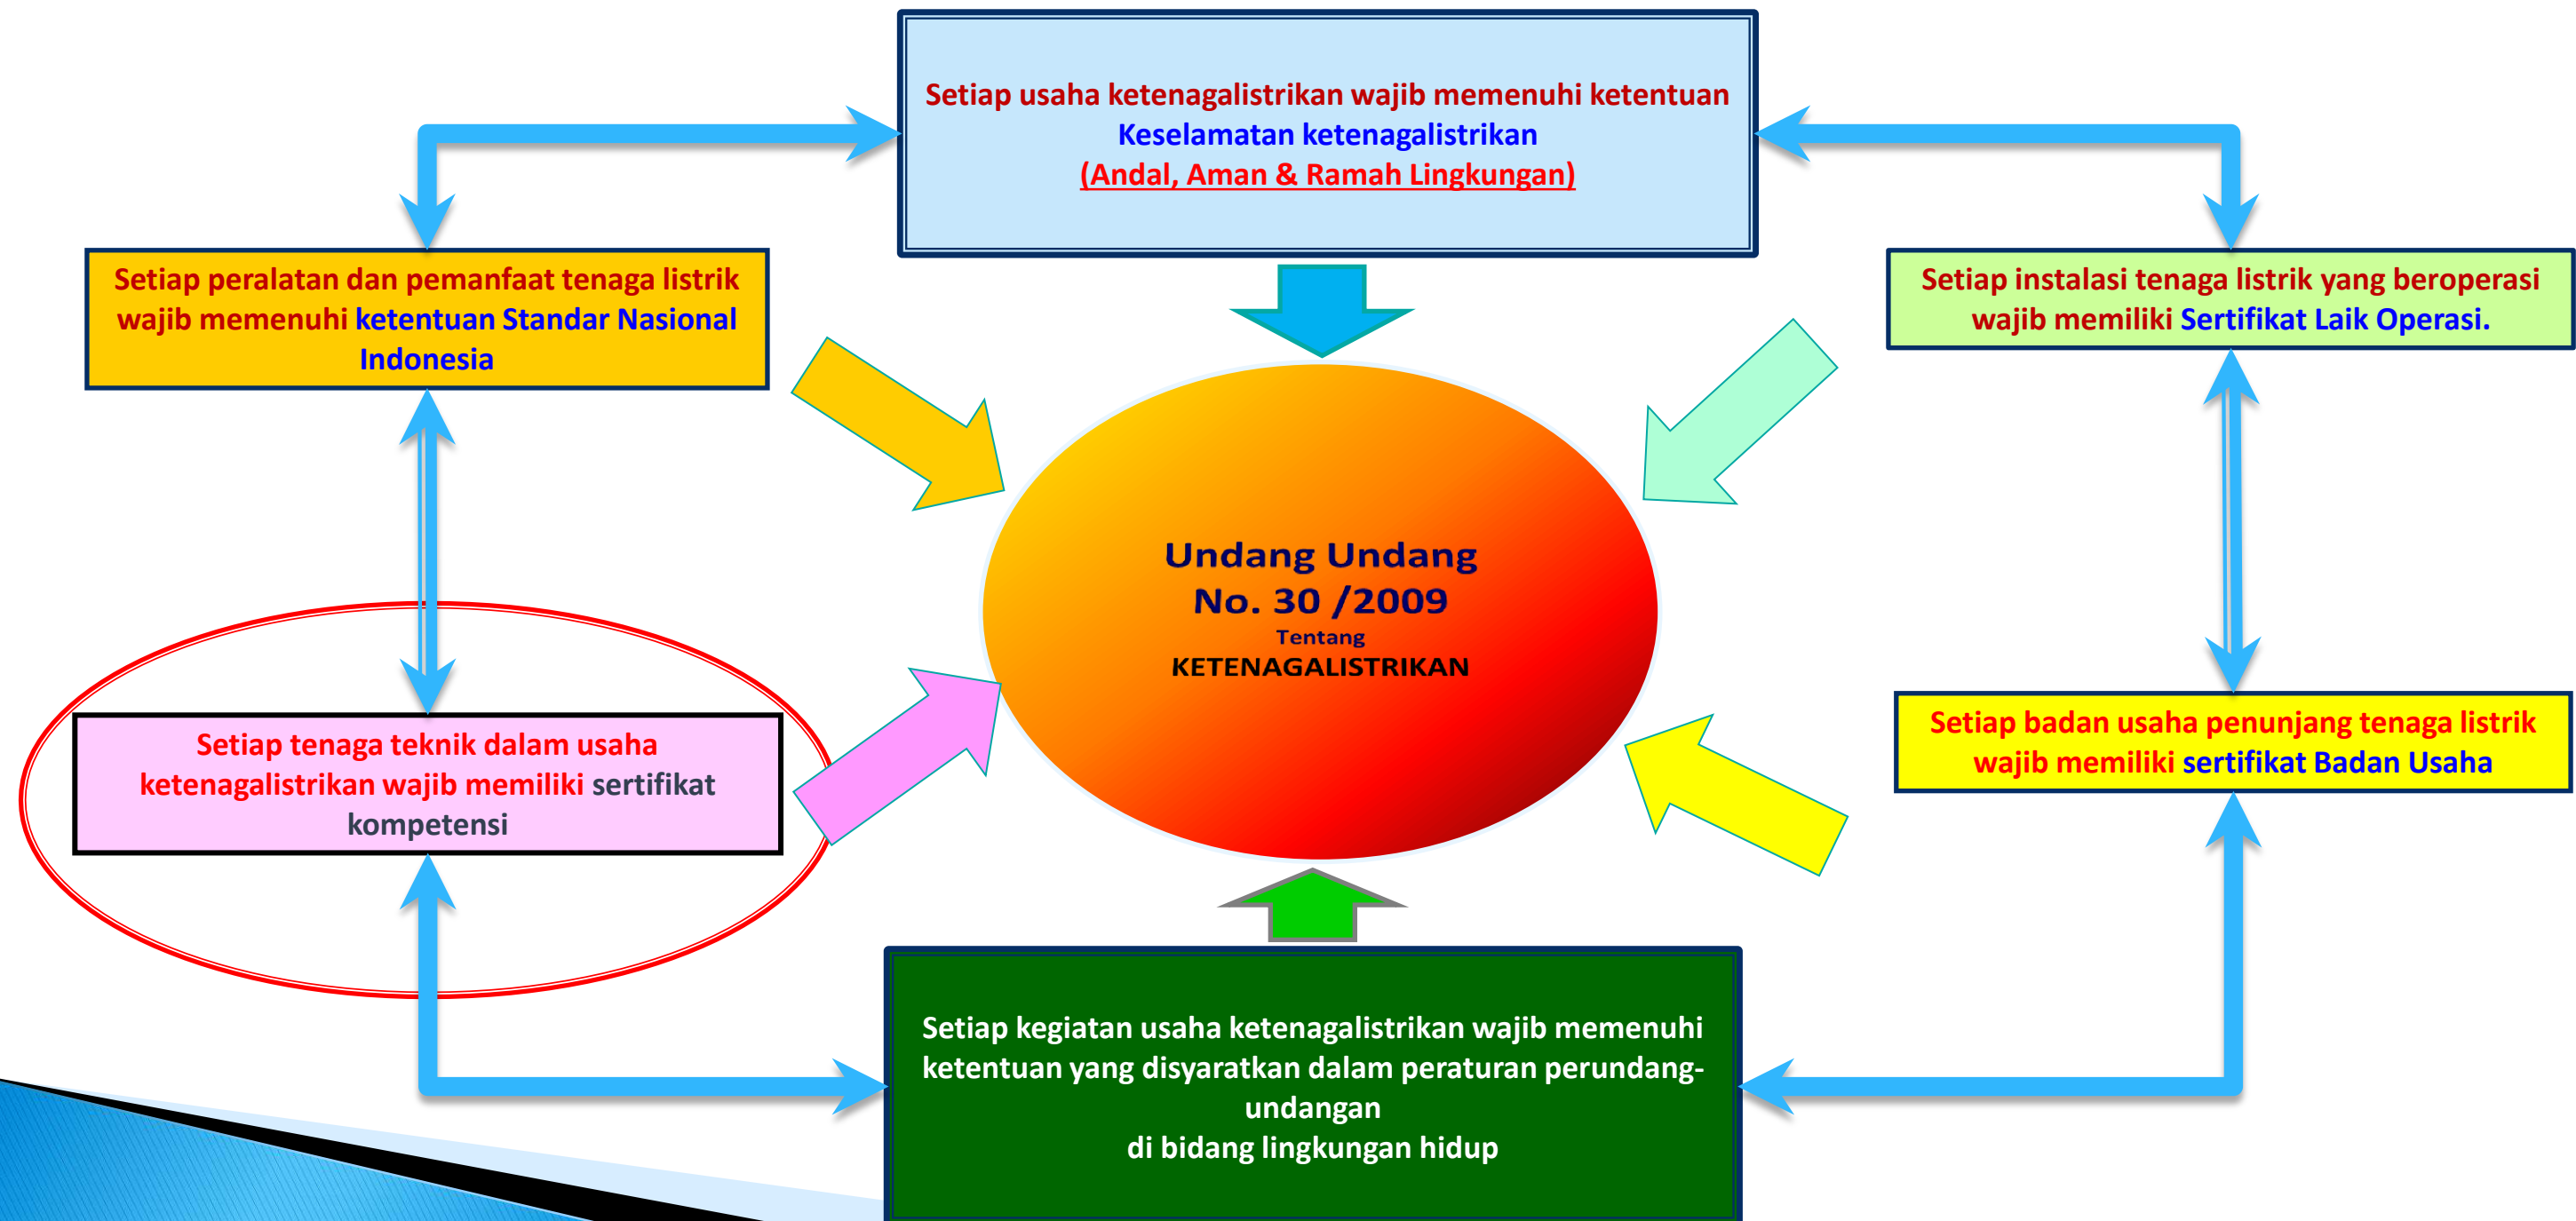 Setiap usaha ketenagalistrikan wajib memenuhi ketentuan
Keselamatan ketenagalistrikan
(Andal, Aman & Ramah Lingkungan)
Setiap peralatan dan pemanfaat tenaga listrik
wajib memenuhi ketentuan Standar Nasional
Indonesia
Setiap instalasi tenaga listrik yang beroperasi
wajib memiliki Sertifikat Laik Operasi.
Undang Undang
No. 30 /2009
Tentang
KETENAGALISTRIKAN
Setiap tenaga teknik dalam usaha
ketenagalistrikan wajib memiliki sertifikat
kompetensi
Setiap badan usaha penunjang tenaga listrik
wajib memiliki sertifikat Badan Usaha
Setiap kegiatan usaha ketenagalistrikan wajib memenuhi
ketentuan yang disyaratkan dalam peraturan perundang-
undangan
di bidang lingkungan hidup